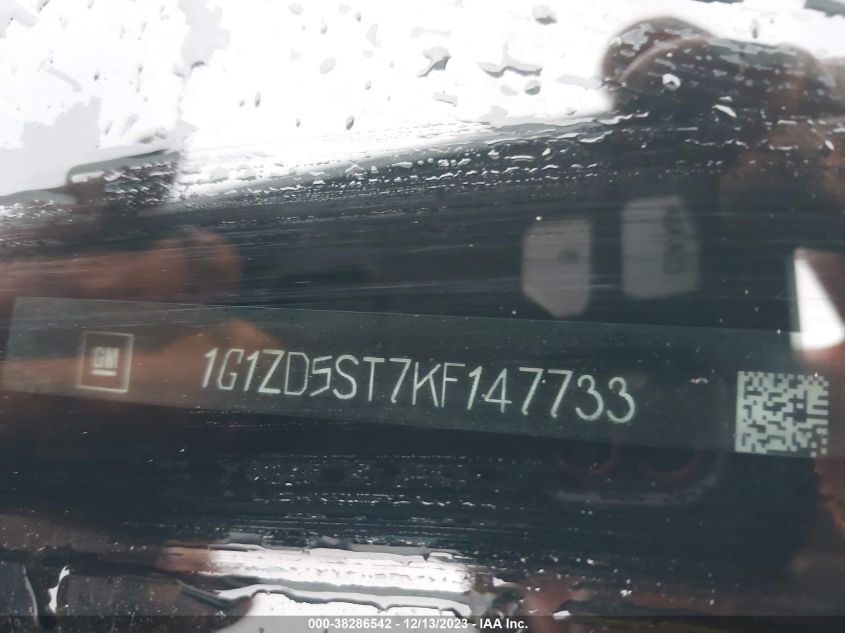 GM
1G1ZD5ST7KF147733
000-38286542 - 12/13/2023 - IAA Inc.